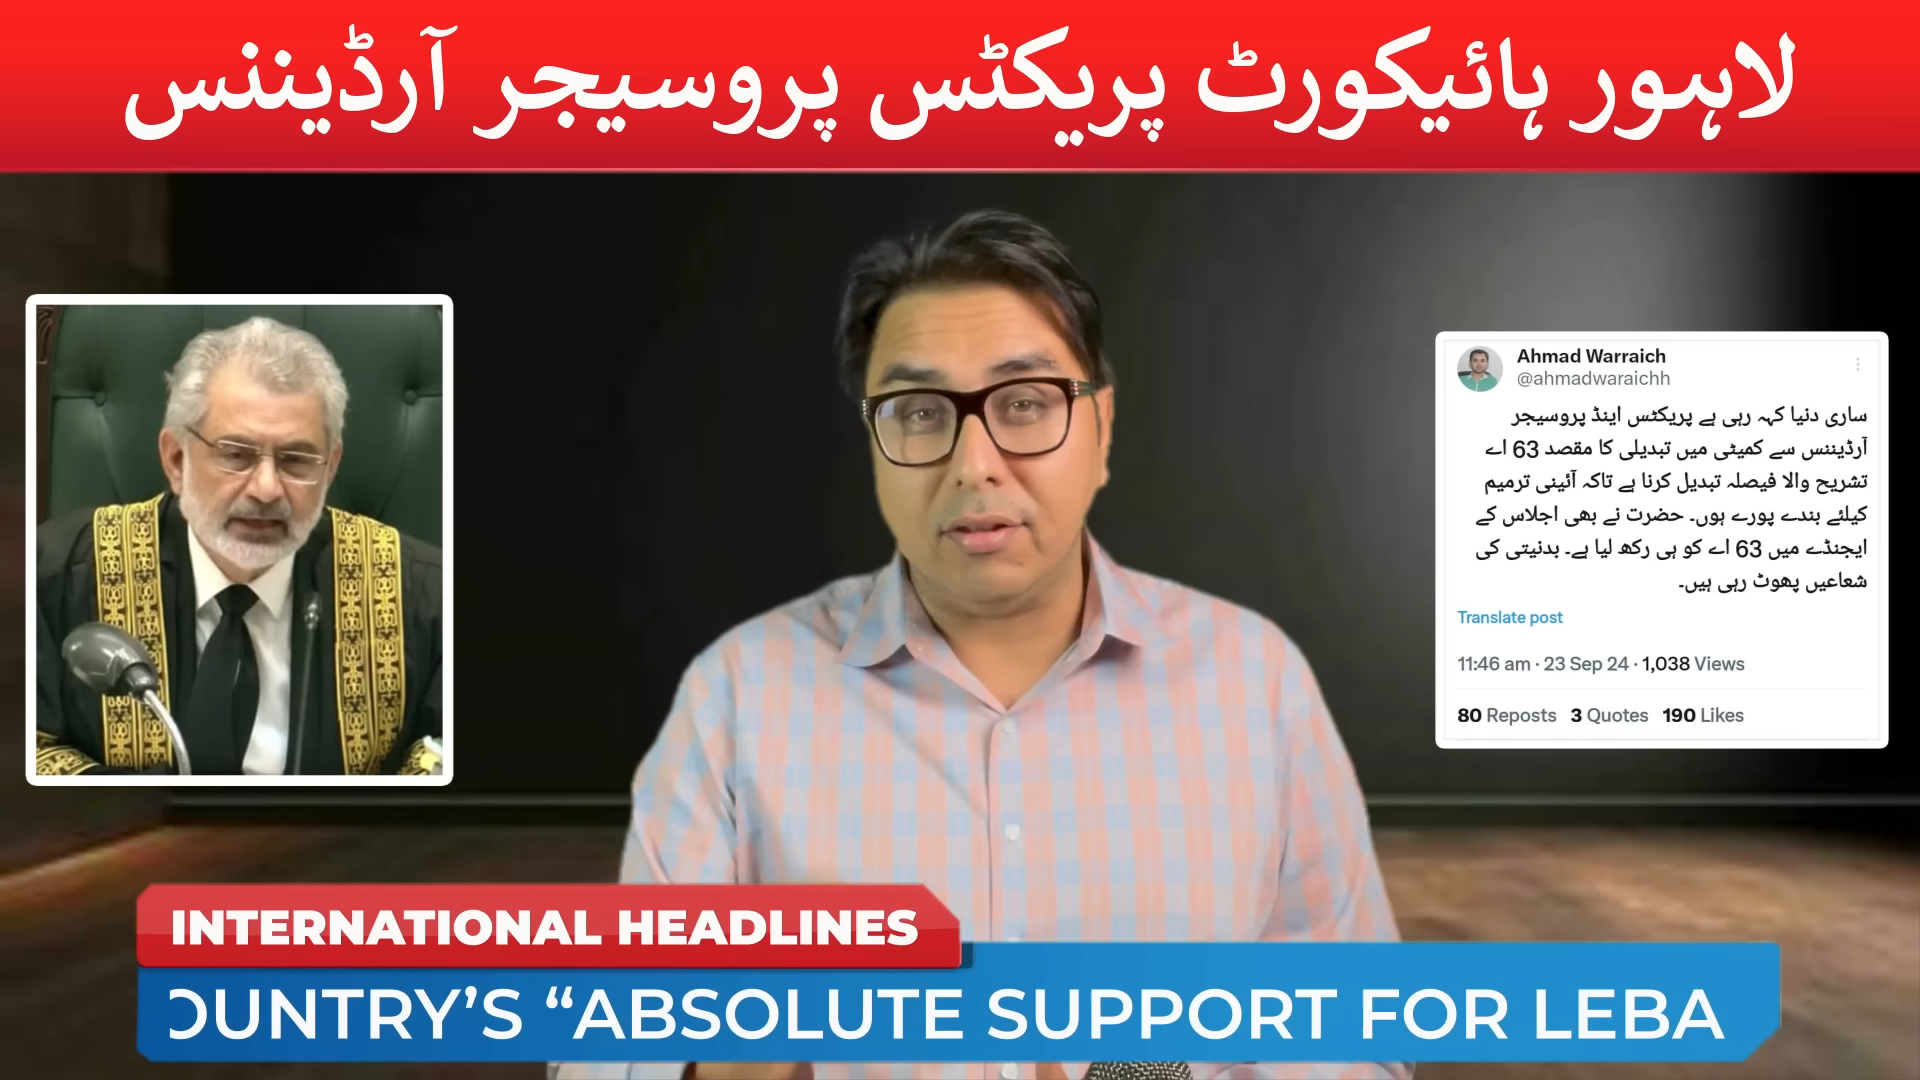 لاہور ہائیکورٹ پریکٹس پروسیجر آرڈیننس
Ahmad Warraich
@ahmadwaraichh
ساری دنیا کہہ رہی ہے پریکٹس اینڈ پروسیجر
آرڈیننس سے کمیٹی میں تبدیلی کا مقصد 63 اے
تشریح والا فیصلہ تبدیل کرنا ہے تاکہ آئینی ترمیم
کیلئے بندے پورے ہوں۔ حضرت نے بھی اجلاس کے
ایجنڈے میں 63 اے کو ہی رکھ لیا ہے۔ بدنیتی کی
شعاعیں پھوٹ رہی ہیں۔
Translate post
11:46 am · 23 Sep 24 · 1,038 Views
80 Reposts 3 Quotes 190 Likes
INTERNATIONAL HEADLINES
OUNTRY’S “ABSOLUTE SUPPORT FOR LEBA